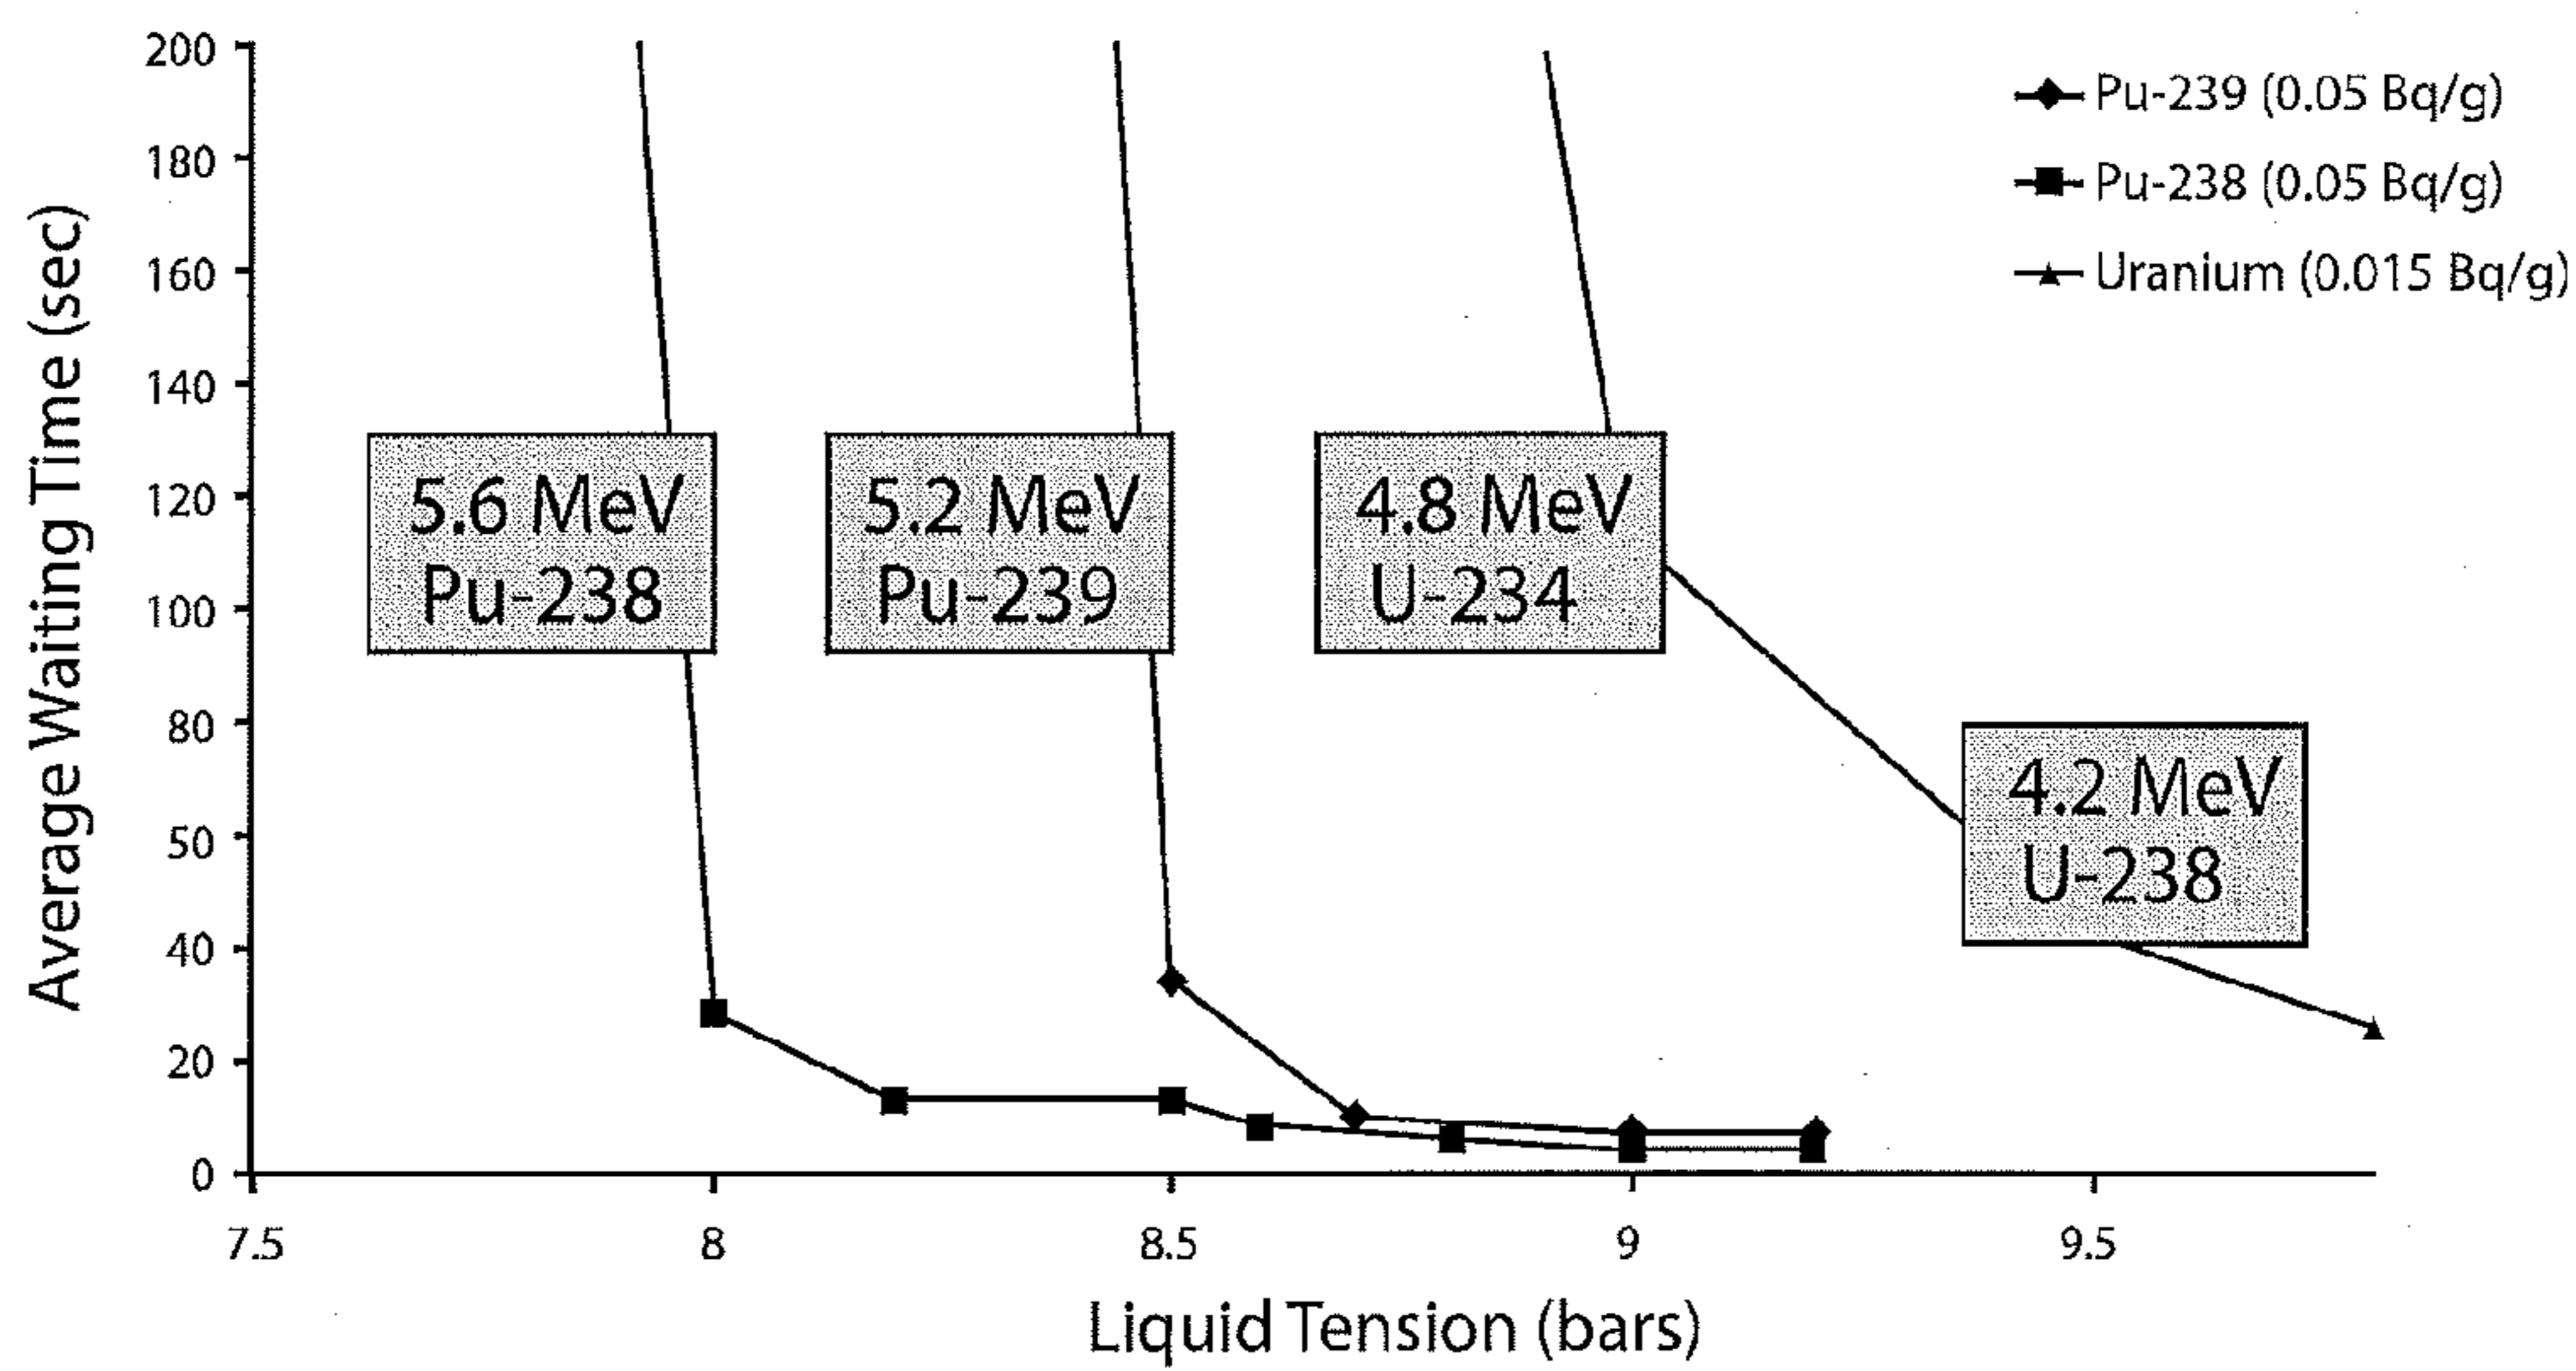 Average Waiting Time (sec)
200
180
160
140
120
100
80
50
40
20
0
Pu-239 (0.05 Bq/g)
Pu-238 (0.05 Bq/g)
Uranium (0.015 Bq/g)
5.6 MeV
Pu-238
5.2 MeV
Pu-239
4.8 MeV
U-234
4.2 MeV
U-238
7.5
8
8.5
9
9.5
Liquid Tension (bars)